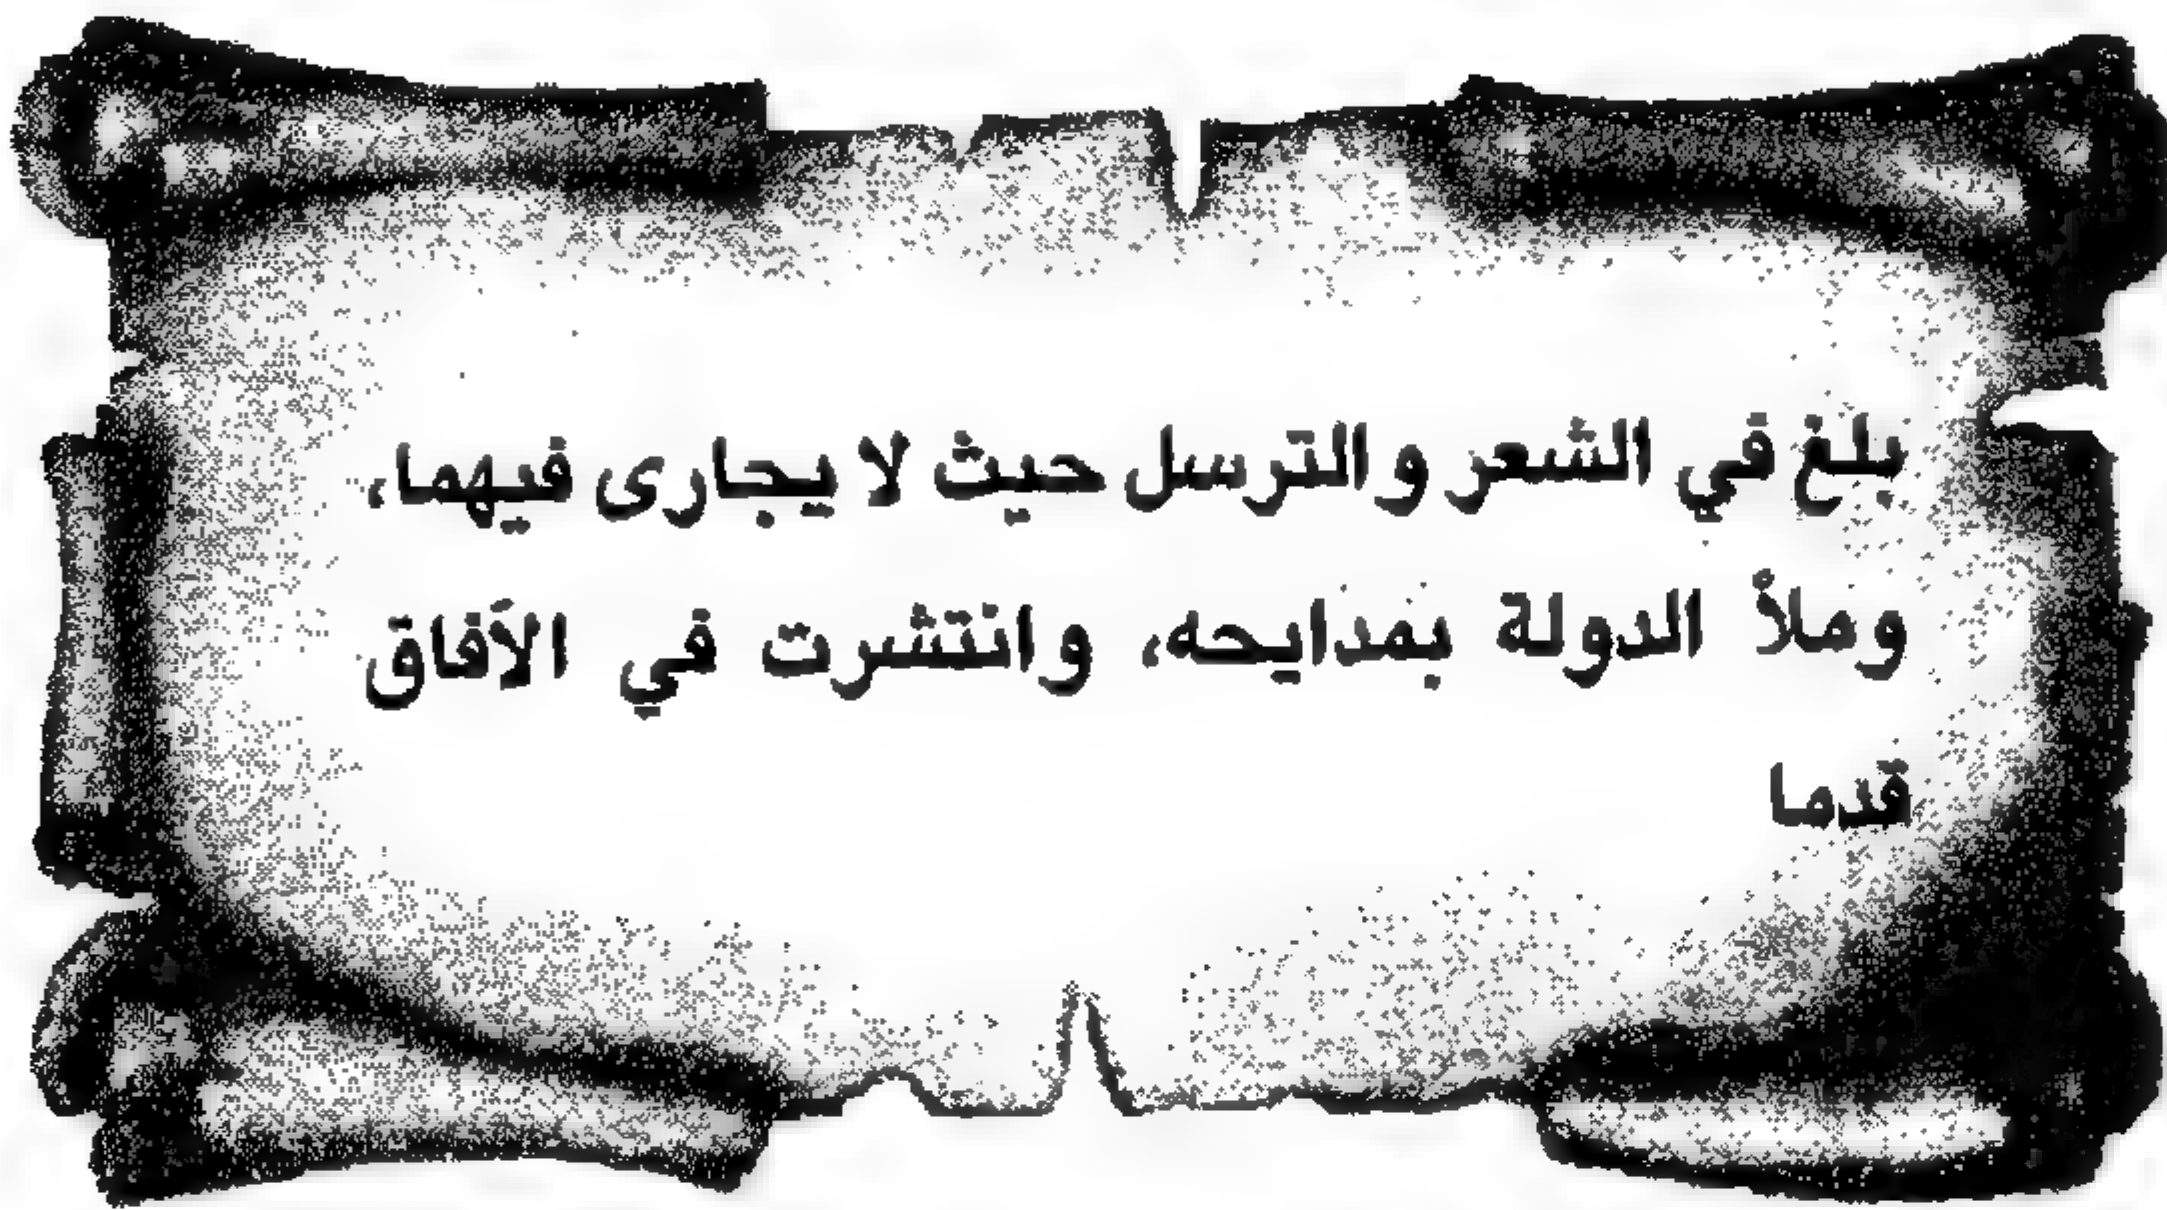 بلغ في الشعر والترسل حيث لا يجارى فيهما،
وملأ الدولة بمدايحه، وانتشرت في الآفاق
قدما